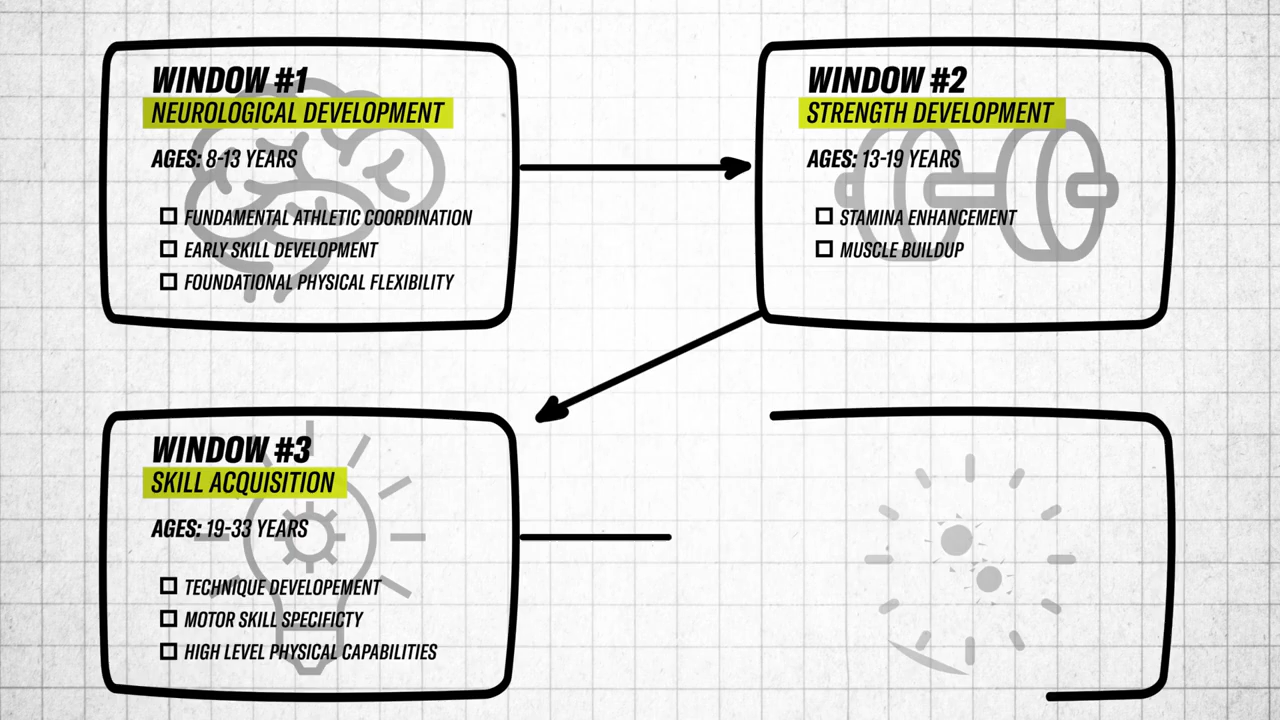 WINDOW #1
NEUROLOGICAL DEVELOPMENT
AGES: 8-13 YEARS
FUNDAMENTAL ATHLETIC COORDINATION
EARLY SKILL DEVELOPMENT
FOUNDATIONAL PHYSICAL FLEXIBILITY
WINDOW #2
STRENGTH DEVELOPMENT
AGES: 13-19 YEARS
STAMINA ENHANCEMENT
MUSCLE BUILDUP
WINDOW #3
SKILL ACQUISITION
AGES: 19-33 YEARS
TECHNIQUE DEVELOPEMENT
MOTOR SKILL SPECIFICTY
HIGH LEVEL PHYSICAL CAPABILITIES